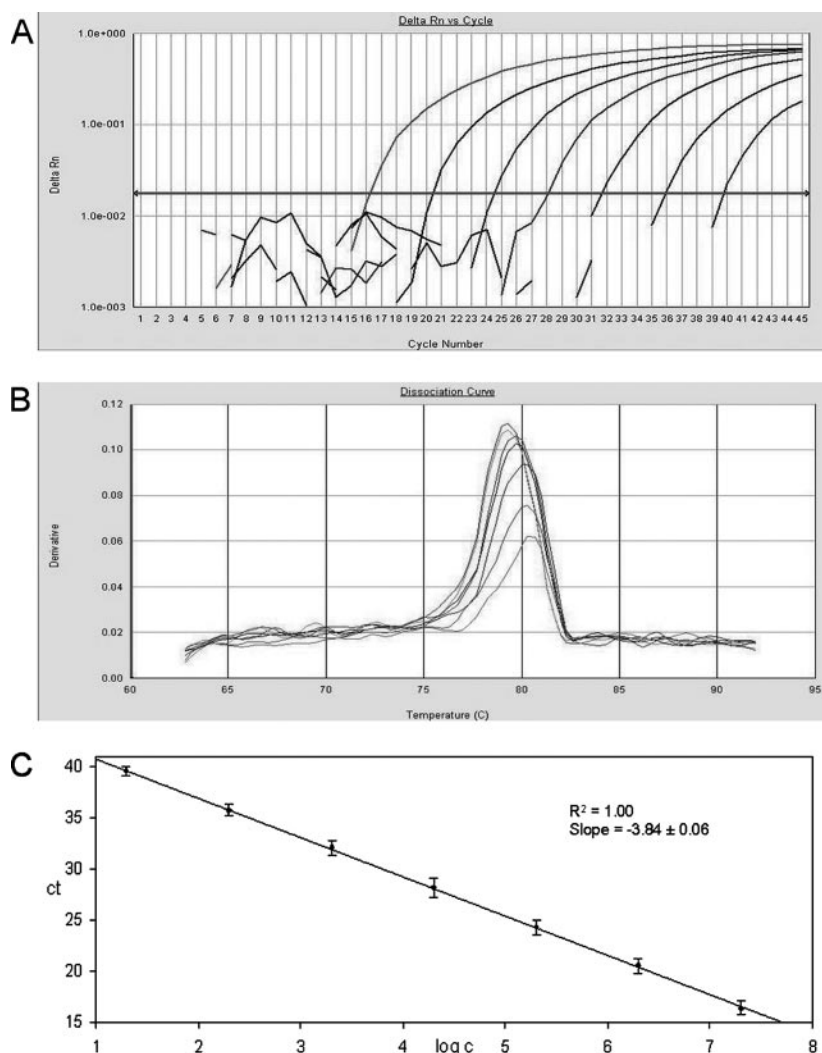 A
Delta Rn vs Cycle
1.0e+000
1.0e-001
1.0e-002
1.0e-003
Delta Rn
1 2 3 4 5 6 7 8 9 10 11 12 13 14 15 16 17 18 19 20 21 22 23 24 25 26 27 28 29 30 31 32 33 34 35 36 37 38 39 40 41 42 43 44 45
Cycle Number
B
Dissociation Curve
0.12
0.10
0.08
0.06
0.04
0.02
0.00
Derivative
60 65 70 75 80 85 90 95
Temperature (C)
C
40
35
30
25
20
15
ct
R² = 1.00
Slope = -3.84 ± 0.06
1 2 3 4 5 6 7 8
log c